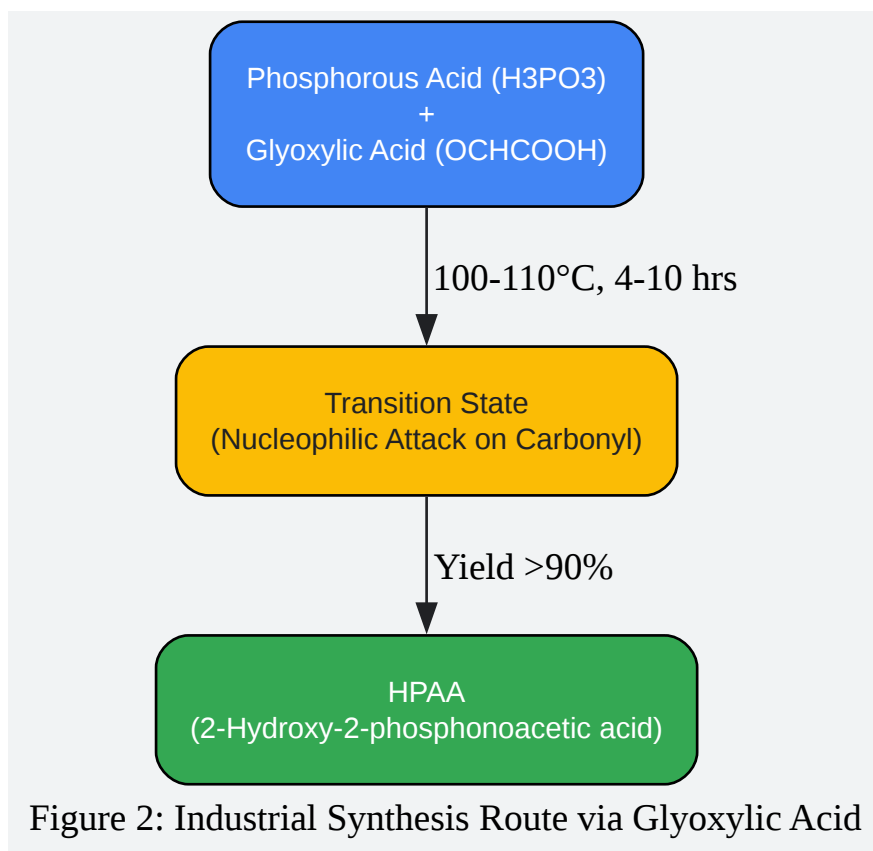 Phosphorous Acid (H3PO3)
+
Glyoxylic Acid (OCHCOOH)
100-110°C, 4-10 hrs
Transition State
(Nucleophilic Attack on Carbonyl)
Yield >90%
HPAA
(2-Hydroxy-2-phosphonoacetic acid)
Figure 2: Industrial Synthesis Route via Glyoxylic Acid